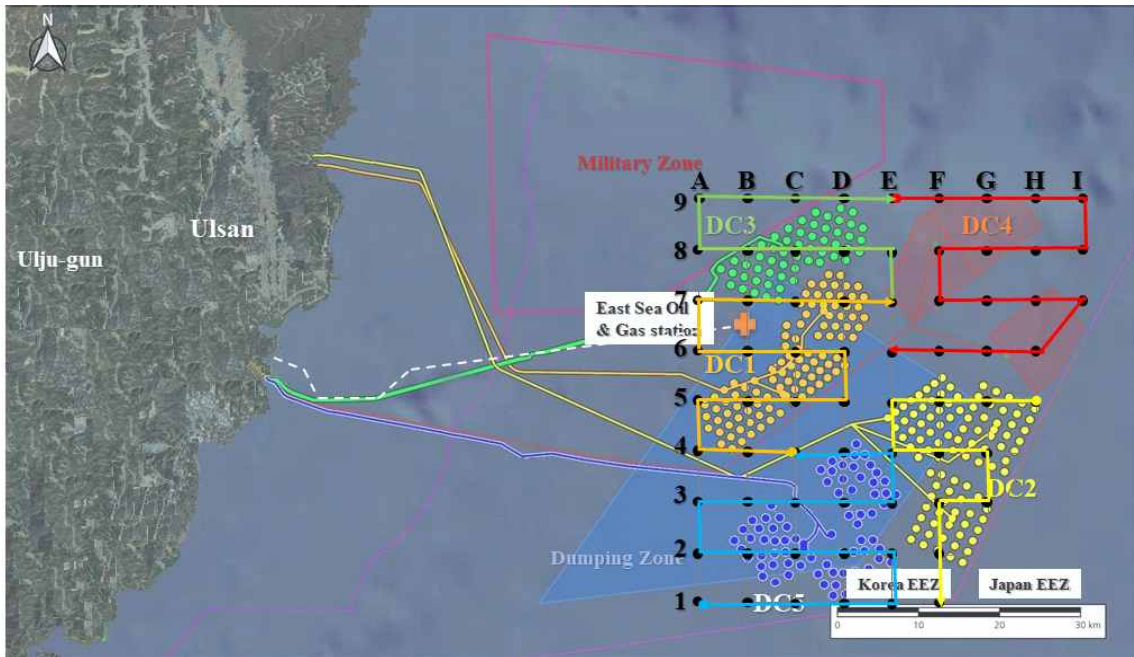 N
Military Zone
A B C D E F G H I
9
DC3
DC4
Ulsan
8
Ulju-gun
7
East Sea Oil
& Gas station
6
DC1
5
4
DC2
3
2
Dumping Zone
Korea EEZ
Japan EEZ
1
DC5
0 10 20 30 km